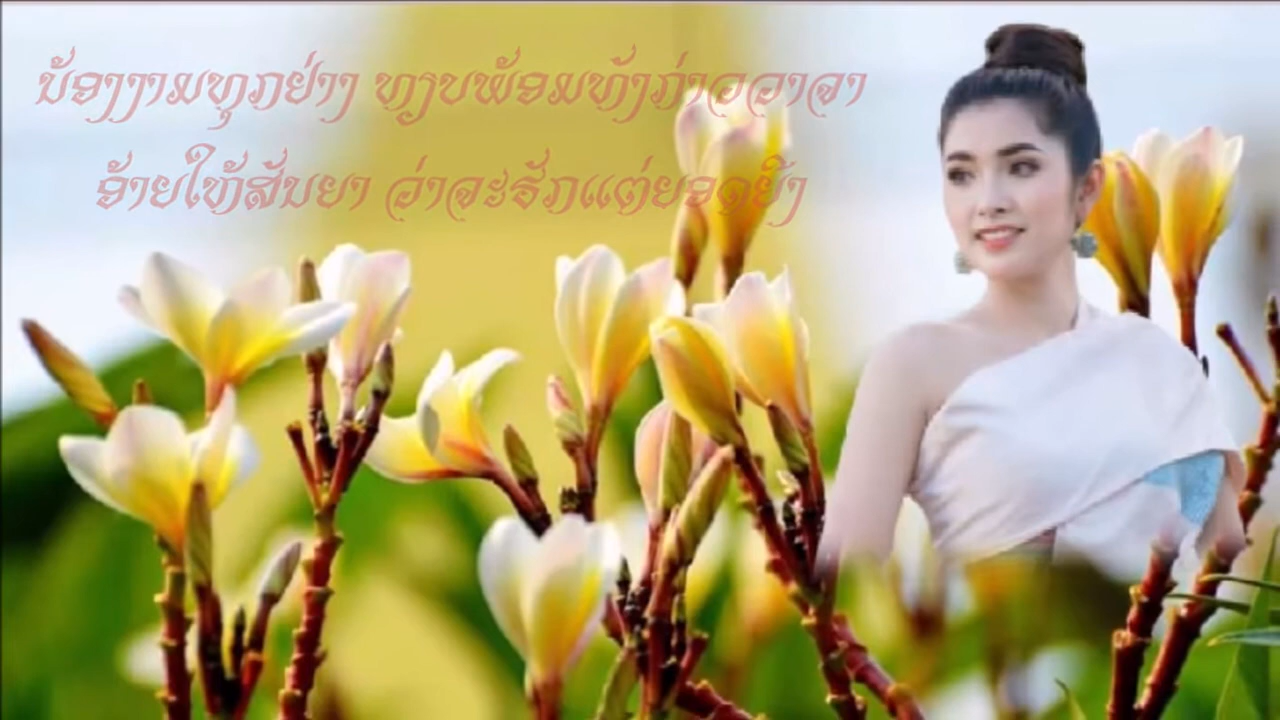 ນ້ອງງາມທຸກຢ່າງ ທຽບພ້ອມທັງກ່າວວາຈາ
ອ້າຍໃຫ້ສັນຍາ ວ່າຈະຮັກແຕ່ຍອດຍິງ